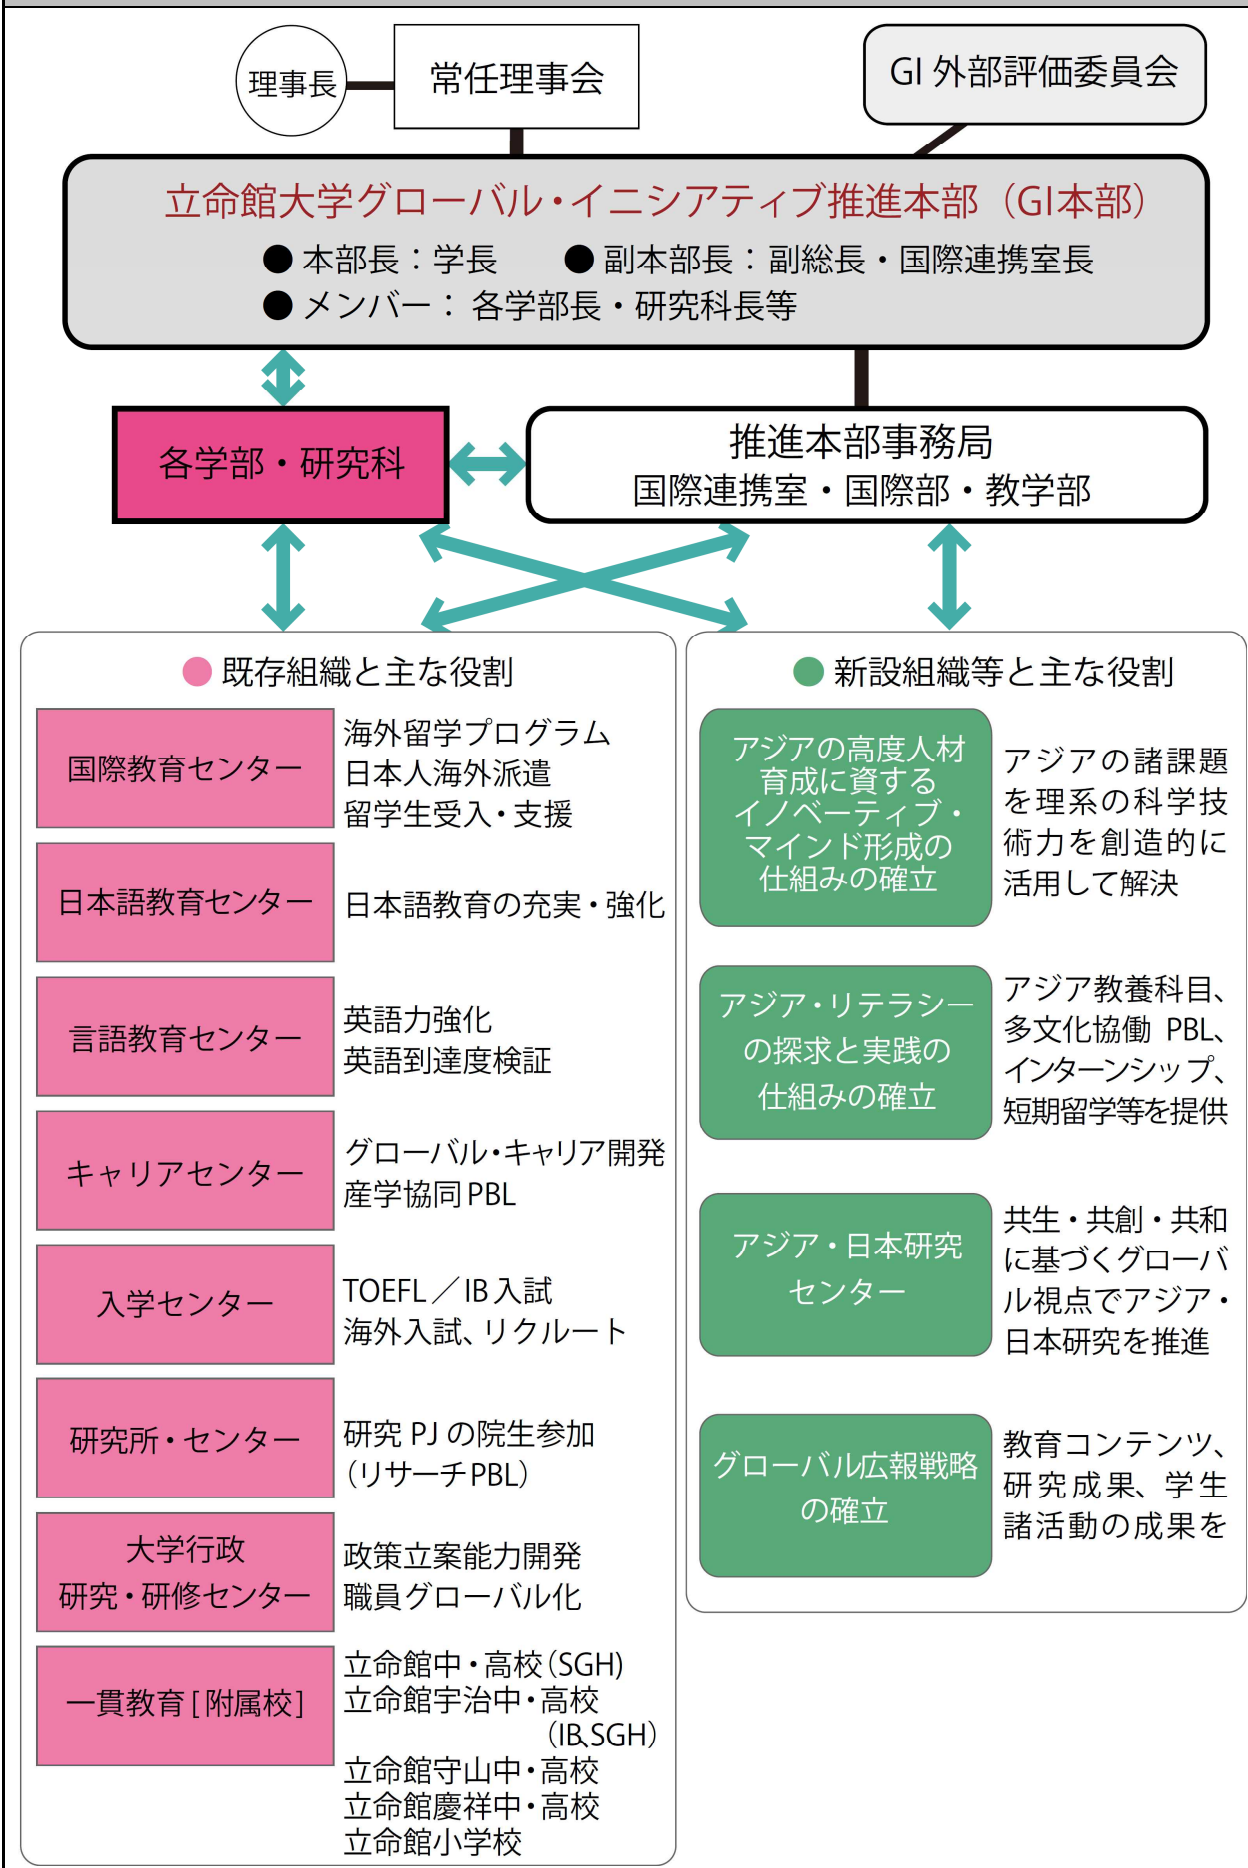 理事長
常任理事会
GI 外部評価委員会
立命館大学グローバル・イニシアティブ推進本部（GI本部）
● 本部長：学長　● 副本部長：副総長・国際連携室長
● メンバー： 各学部長・研究科長等
各学部・研究科
推進本部事務局
国際連携室・国際部・教学部
● 既存組織と主な役割
国際教育センター
海外留学プログラム
日本人海外派遣
留学生受入・支援
日本語教育センター
日本語教育の充実・強化
言語教育センター
英語力強化
英語到達度検証
キャリアセンター
グローバル・キャリア開発
産学協同 PBL
入学センター
TOEFL／IB 入試
海外入試、リクルート
研究所・センター
研究 PJ の院生参加
（リサーチPBL）
大学行政
研究・研修センター
政策立案能力開発
職員グローバル化
一貫教育［附属校］
立命館中・高校（SGH)
立命館宇治中・高校
（IB、SGH）
立命館守山中・高校
立命館慶祥中・高校
立命館小学校
● 新設組織等と主な役割
アジアの高度人材
育成に資する
イノベーティブ・
マインド形成の
仕組みの確立
アジアの諸課題
を理系の科学技
術力を創造的に
活用して解決
アジア・リテラシー
の探求と実践の
仕組みの確立
アジア教養科目、
多文化協働 PBL、
インターンシップ、
短期留学等を提供
アジア・日本研究
センター
共生・共創・共和
に基づくグローバ
ル視点でアジア・
日本研究を推進
グローバル広報戦略
の確立
教育コンテンツ、
研究成果、学生
諸活動の成果を